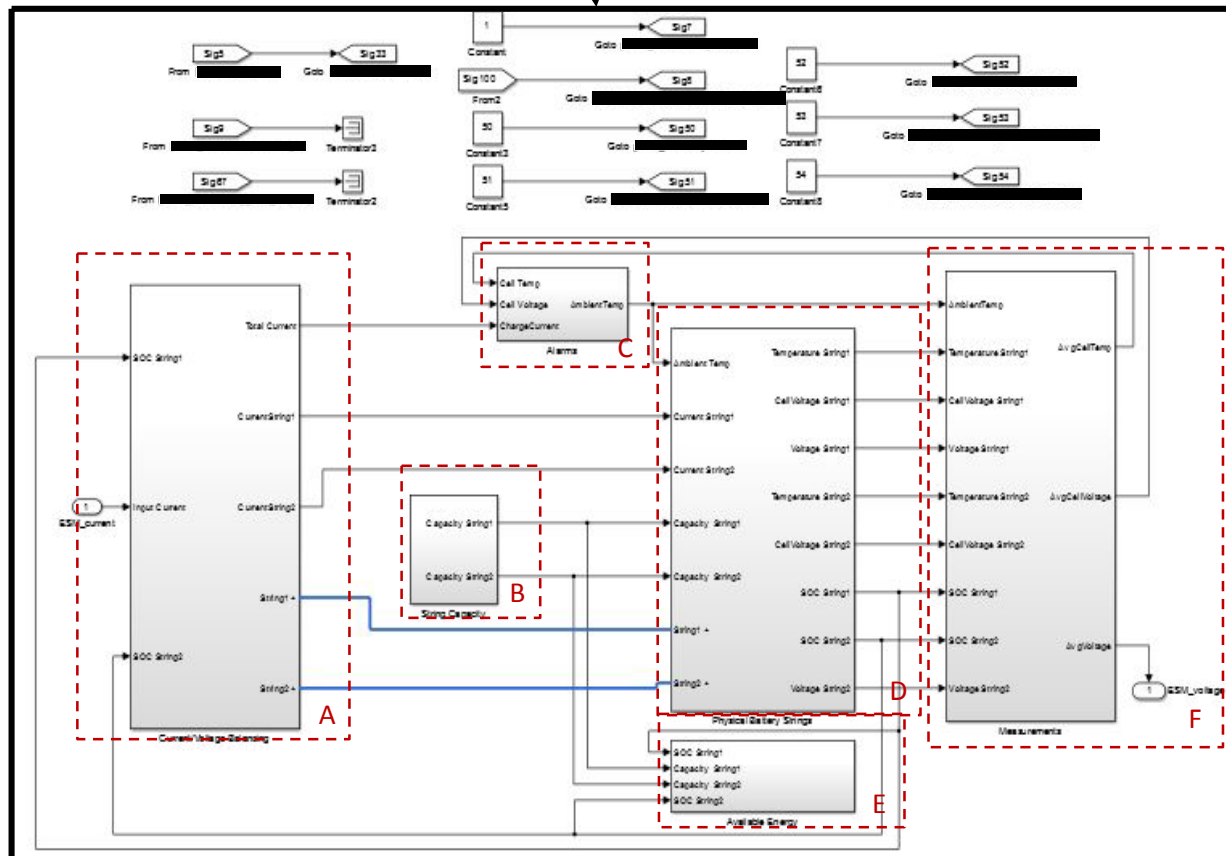 1
Constant
Sig7
Goto
Sig5
From
Sig33
Goto
Sig100
From2
Sig8
Goto
52
Constant6
Sig52
Goto
Sig9
From
Terminator3
50
Constant3
Sig50
Goto
53
Constant7
Sig53
Goto
Sig67
From
Terminator2
51
Constant5
Sig51
Goto
54
Constant8
Sig54
Goto
SOC String1
Input Current
SOC String2
Total Current
CurrentString1
CurrentString2
String1 +
String2 +
Current/Voltage Balancing
A
1
ESM_current
Cell Temp
Cell Voltage
ChargeCurrent
AmbientTemp
Alarms
C
Capacity String1
Capacity String2
String Capacity
B
Ambient Temp
Current String1
Current String2
Capacity String1
Capacity String2
String1 +
String2 +
Temperature String1
Cell Voltage String1
Voltage String1
Temperature String2
Cell Voltage String2
SOC String1
SOC String2
Voltage String2
Physical Battery Strings
D
SOC String1
Capacity String1
Capacity String2
SOC String2
Available Energy
E
AmbientTemp
Temperature String1
Cell Voltage String1
Voltage String1
Temperature String2
Cell Voltage String2
SOC String1
SOC String2
Voltage String2
AvgCellTemp
AvgCellVoltage
AvgVoltage
Measurements
1
ESM_voltage
F